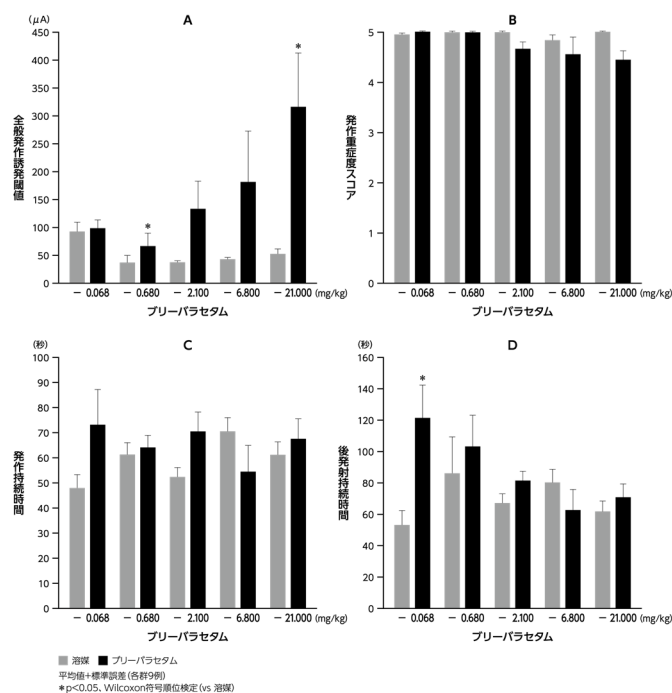 A
(μA)
450
400
350
300
250
200
150
100
50
0
全般発作誘発閾値
*
*
− 0.068 − 0.680 − 2.100 − 6.800 − 21.000 (mg/kg)
ブリーバラセタム
B
5
4
3
2
1
0
発作重症度スコア
− 0.068 − 0.680 − 2.100 − 6.800 − 21.000 (mg/kg)
ブリーバラセタム
C
(秒)
100
90
80
70
60
50
40
30
20
10
0
発作持続時間
− 0.068 − 0.680 − 2.100 − 6.800 − 21.000 (mg/kg)
ブリーバラセタム
D
(秒)
160
140
120
100
80
60
40
20
0
後発射持続時間
*
− 0.068 − 0.680 − 2.100 − 6.800 − 21.000 (mg/kg)
ブリーバラセタム
溶媒 ブリーバラセタム
平均値+標準誤差(各群9例)
*p<0.05、Wilcoxon符号順位検定(vs 溶媒)